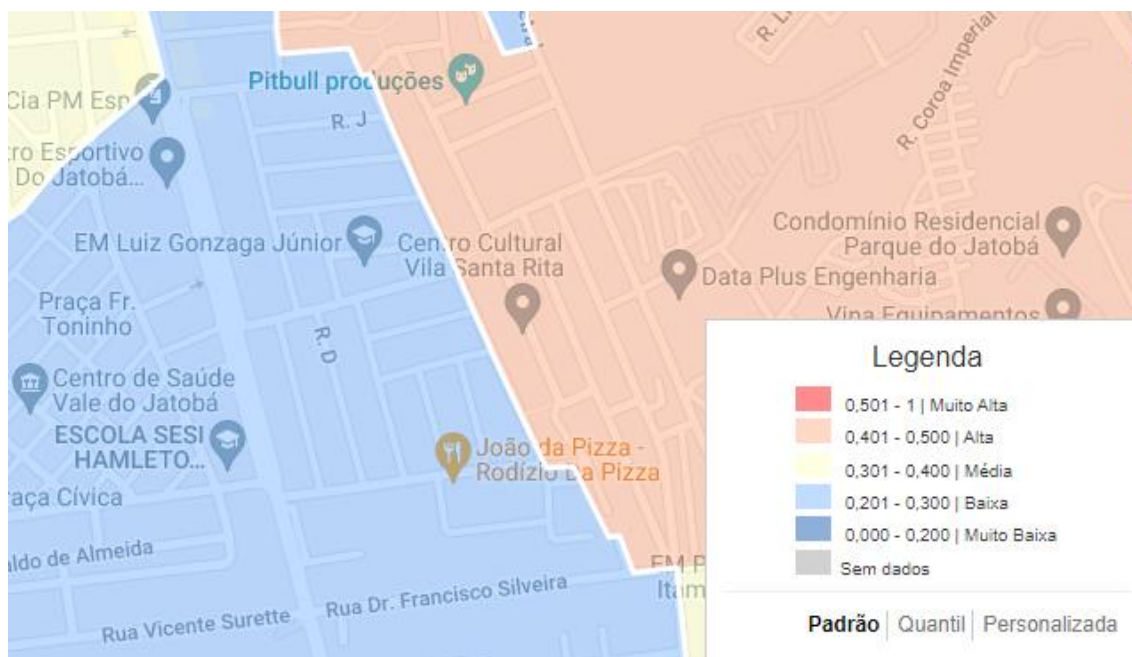 R. Coroa Imperial
Pitbull produções
Cia PM Esp
R. J
tro Esportivo
Do Jatobá...
EM Luiz Gonzaga Júnior
Centro Cultural
Vila Santa Rita
Condomínio Residencial
Parque do Jatobá
Data Plus Engenharia
Praça Fr.
Toninho
Vina Equipamentos
R. D
Centro de Saúde
Vale do Jatobá
ESCOLA SESI
HAMLETO...
João da Pizza -
Rodízio Da Pizza
raça Cívica
aldo de Almeida
EM P
Itam
Rua Dr. Francisco Silveira
Rua Vicente Surette
Legenda
0,501 - 1 | Muito Alta
0,401 - 0,500 | Alta
0,301 - 0,400 | Média
0,201 - 0,300 | Baixa
0,000 - 0,200 | Muito Baixa
Sem dados
Padrão | Quantil | Personalizada